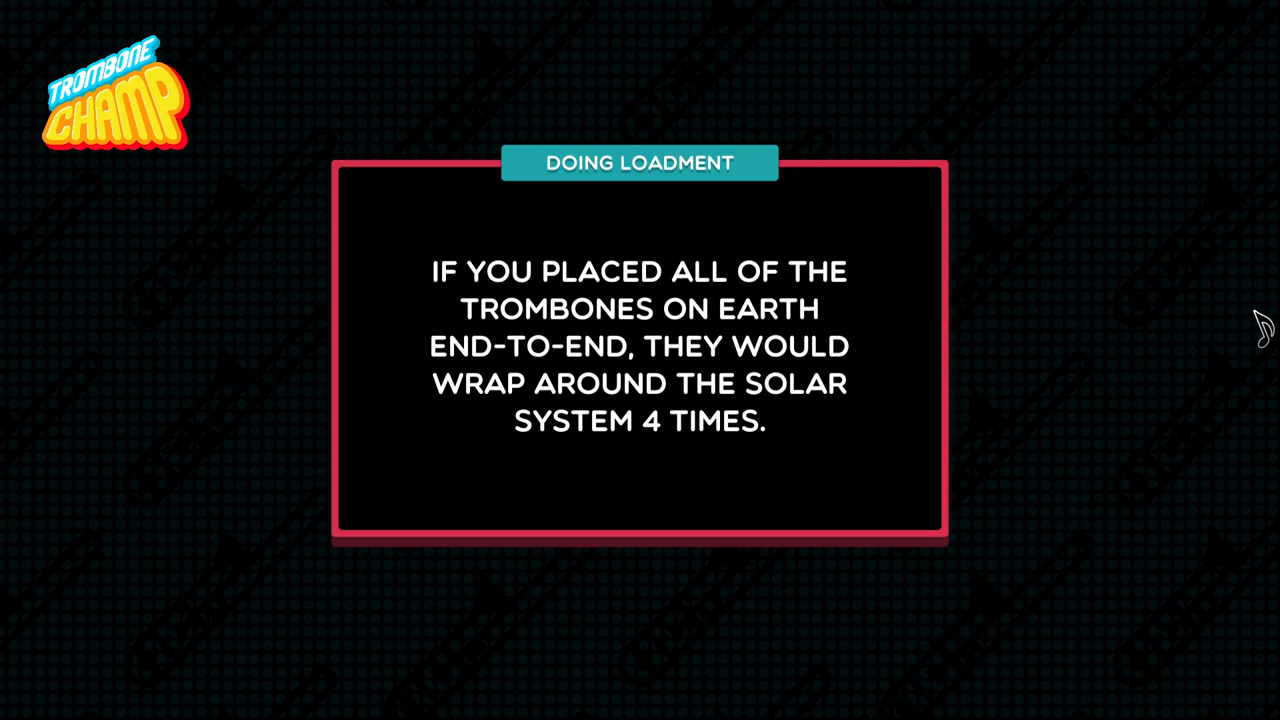 TROMBONE
CHAMP
DOING LOADMENT
IF YOU PLACED ALL OF THE
TROMBONES ON EARTH
END-TO-END, THEY WOULD
WRAP AROUND THE SOLAR
SYSTEM 4 TIMES.